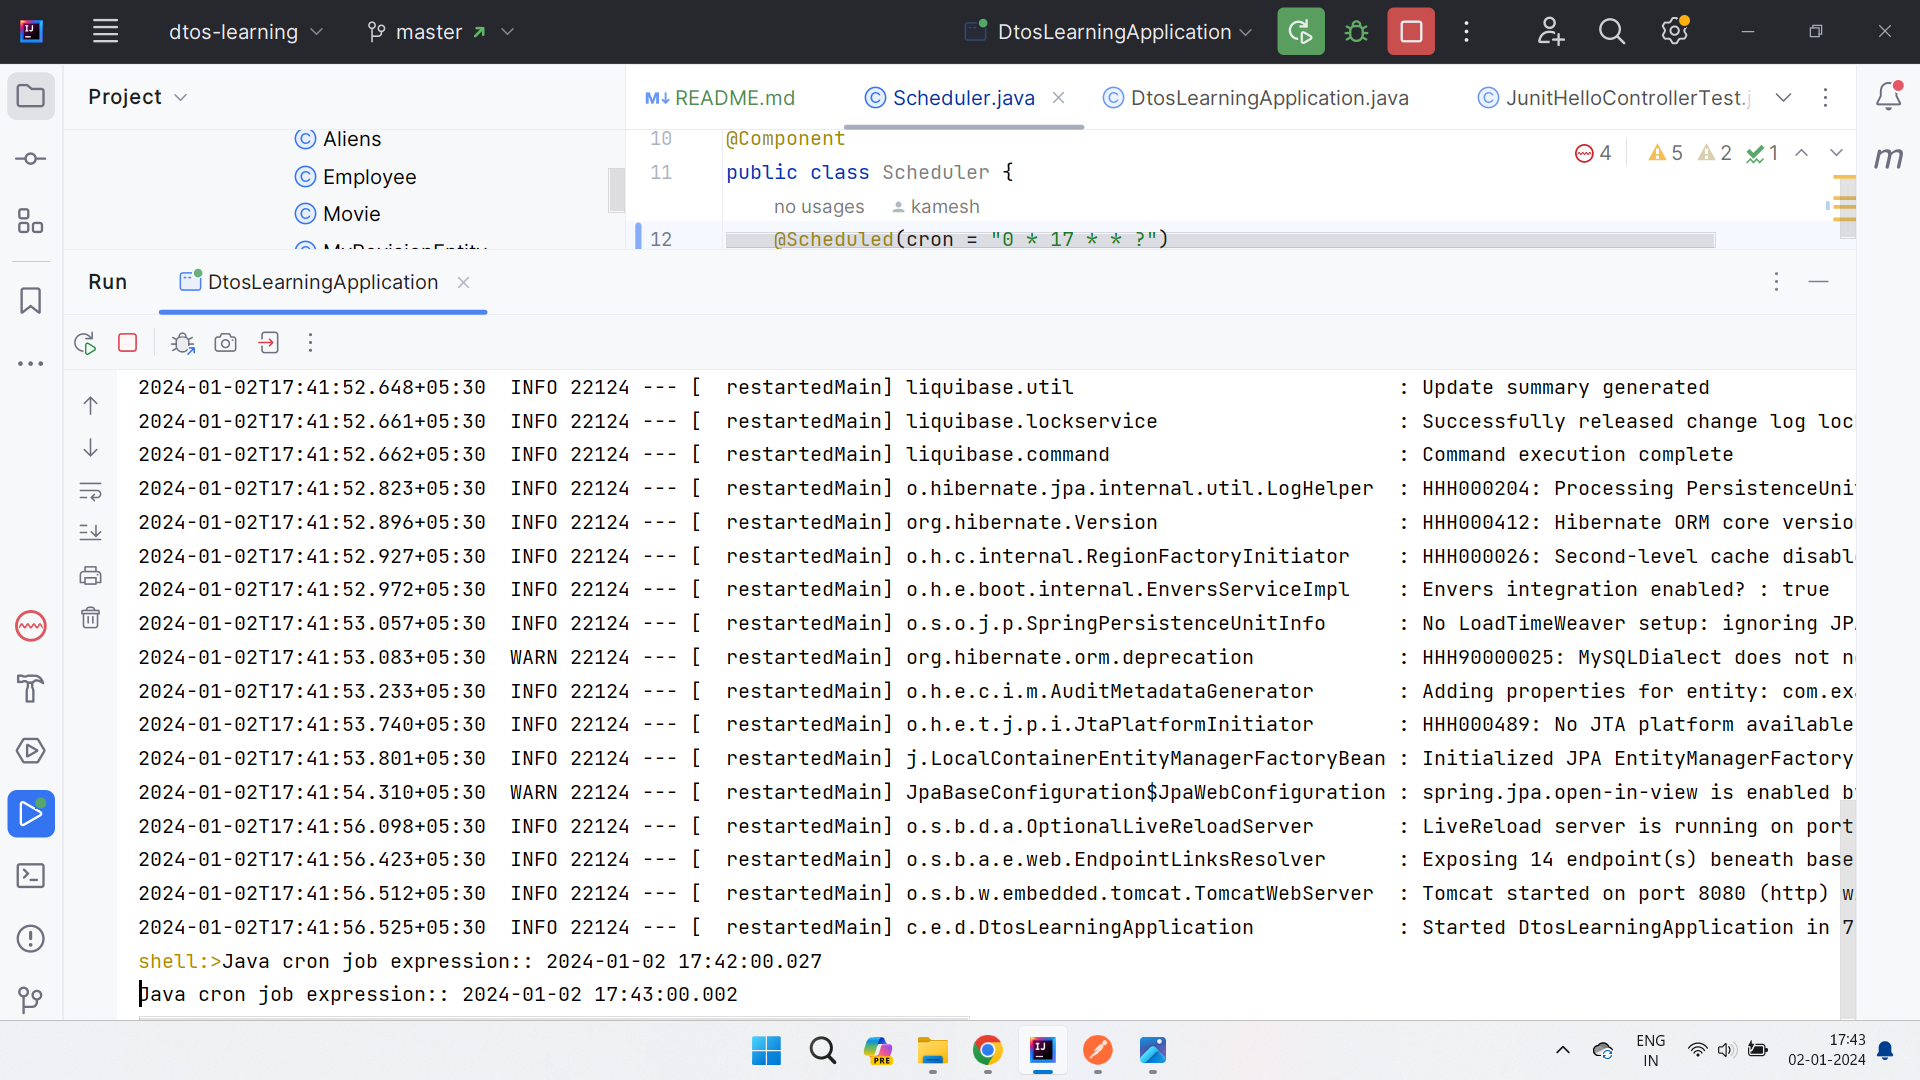 dtos-learning
master
DtosLearningApplication
Project
README.md
Scheduler.java
DtosLearningApplication.java
JunitHelloControllerTest.j
Aliens
Employee
Movie
MyRevisionEntity
10 @Component
11 public class Scheduler {
no usages kamesh
12 @Scheduled(cron = "0 * 17 * * ?")
4 5 2 1
m
Run
DtosLearningApplication
2024-01-02T17:41:52.648+05:30 INFO 22124 --- [ restartedMain] liquibase.util : Update summary generated
2024-01-02T17:41:52.661+05:30 INFO 22124 --- [ restartedMain] liquibase.lockservice : Successfully released change log loc
2024-01-02T17:41:52.662+05:30 INFO 22124 --- [ restartedMain] liquibase.command : Command execution complete
2024-01-02T17:41:52.823+05:30 INFO 22124 --- [ restartedMain] o.hibernate.jpa.internal.util.LogHelper : HHH000204: Processing PersistenceUni
2024-01-02T17:41:52.896+05:30 INFO 22124 --- [ restartedMain] org.hibernate.Version : HHH000412: Hibernate ORM core versio
2024-01-02T17:41:52.927+05:30 INFO 22124 --- [ restartedMain] o.h.c.internal.RegionFactoryInitiator : HHH000026: Second-level cache disabl
2024-01-02T17:41:52.972+05:30 INFO 22124 --- [ restartedMain] o.h.e.boot.internal.EnversServiceImpl : Envers integration enabled? : true
2024-01-02T17:41:53.057+05:30 INFO 22124 --- [ restartedMain] o.s.o.j.p.SpringPersistenceUnitInfo : No LoadTimeWeaver setup: ignoring JPA
2024-01-02T17:41:53.083+05:30 WARN 22124 --- [ restartedMain] org.hibernate.orm.deprecation : HHH90000025: MySQLDialect does not n
2024-01-02T17:41:53.233+05:30 INFO 22124 --- [ restartedMain] o.h.e.c.i.m.AuditMetadataGenerator : Adding properties for entity: com.ex
2024-01-02T17:41:53.740+05:30 INFO 22124 --- [ restartedMain] o.h.e.t.j.p.i.JtaPlatformInitiator : HHH000489: No JTA platform available
2024-01-02T17:41:53.801+05:30 INFO 22124 --- [ restartedMain] j.LocalContainerEntityManagerFactoryBean : Initialized JPA EntityManagerFactory
2024-01-02T17:41:54.310+05:30 WARN 22124 --- [ restartedMain] JpaBaseConfiguration$JpaWebConfiguration : spring.jpa.open-in-view is enabled b
2024-01-02T17:41:56.098+05:30 INFO 22124 --- [ restartedMain] o.s.b.d.a.OptionalLiveReloadServer : LiveReload server is running on port
2024-01-02T17:41:56.423+05:30 INFO 22124 --- [ restartedMain] o.s.b.a.e.web.EndpointLinksResolver : Exposing 14 endpoint(s) beneath base
2024-01-02T17:41:56.512+05:30 INFO 22124 --- [ restartedMain] o.s.b.w.embedded.tomcat.TomcatWebServer : Tomcat started on port 8080 (http) w
2024-01-02T17:41:56.525+05:30 INFO 22124 --- [ restartedMain] c.e.d.DtosLearningApplication : Started DtosLearningApplication in 7
shell:>Java cron job expression:: 2024-01-02 17:42:00.027
Java cron job expression:: 2024-01-02 17:43:00.002
PRE
ENG
IN
17:43
02-01-2024